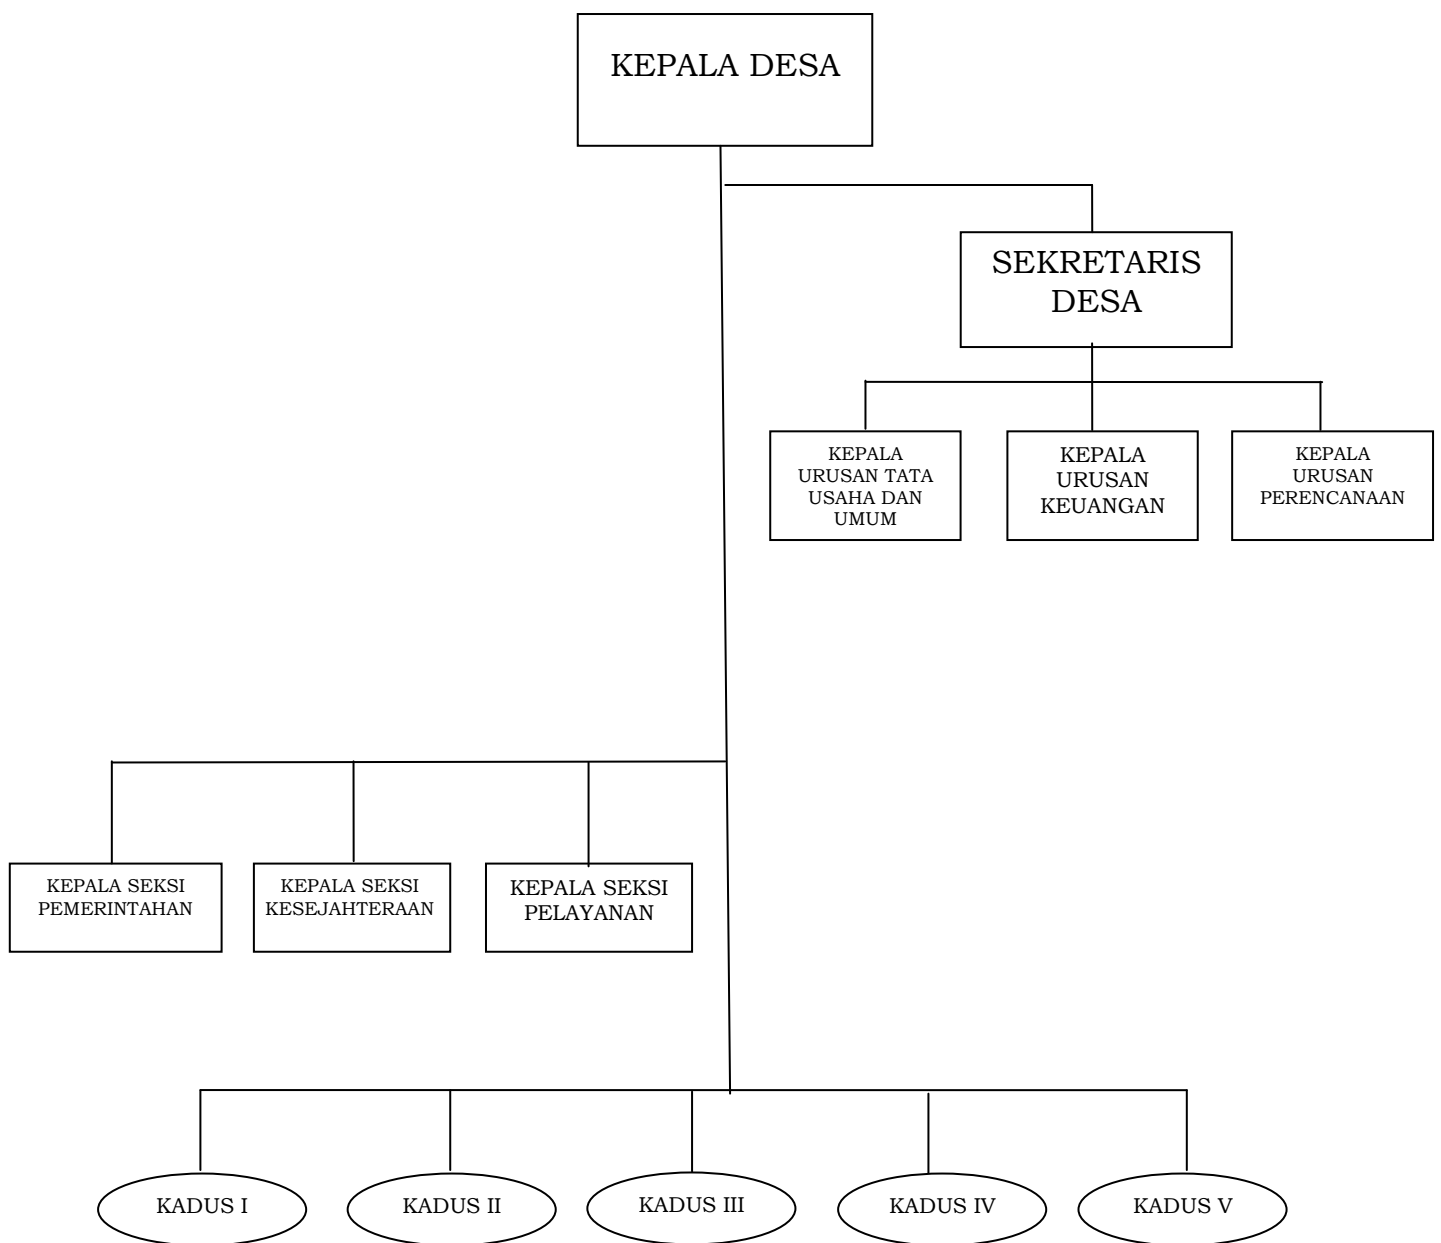 KEPALA DESA
SEKRETARIS
DESA
KEPALA
URUSAN TATA
USAHA DAN
UMUM
KEPALA
URUSAN
KEUANGAN
KEPALA
URUSAN
PERENCANAAN
KEPALA SEKSI
PEMERINTAHAN
KEPALA SEKSI
KESEJAHTERAAN
KEPALA SEKSI
PELAYANAN
KADUS I
KADUS II
KADUS III
KADUS IV
KADUS V